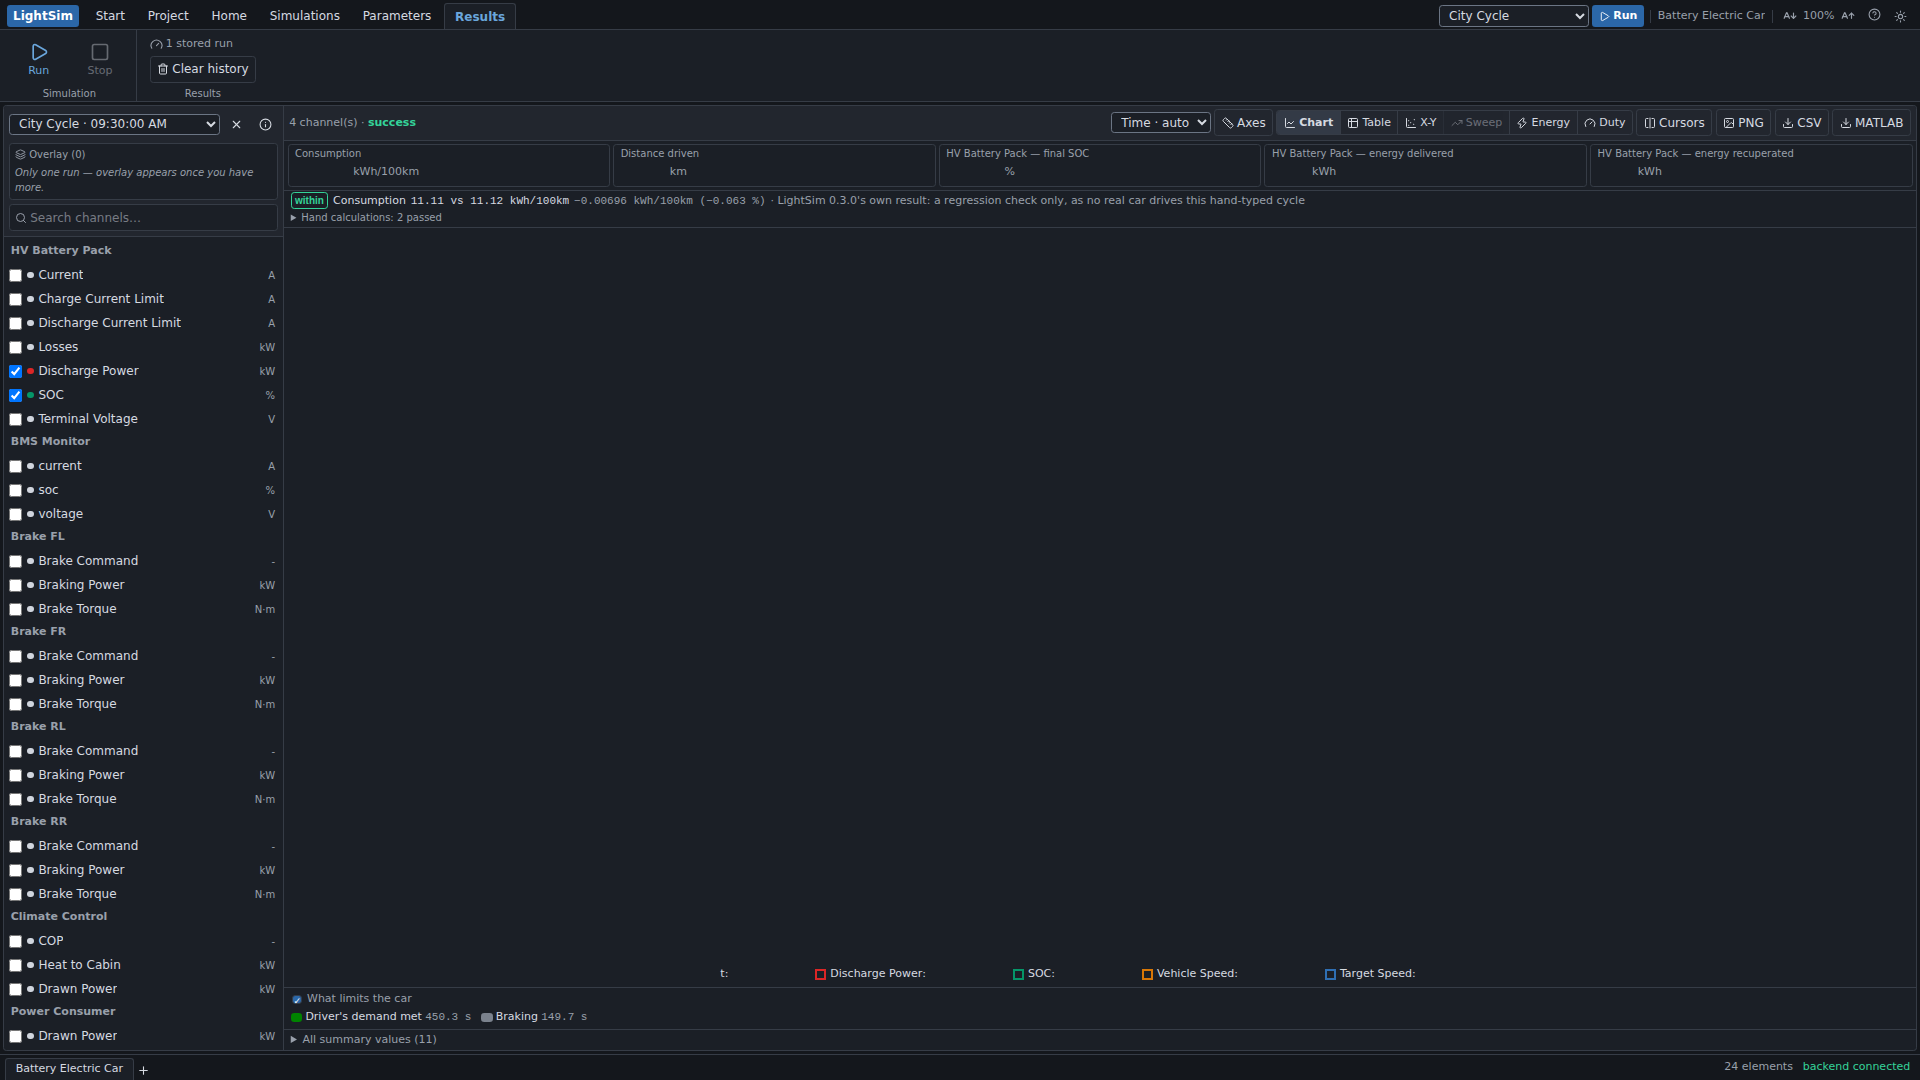 LightSim Start Project Home Simulations Parameters Results City Cycle Run Battery Electric Car 100%
Run Stop
Simulation
1 stored run
Clear history
Results
City Cycle · 09:30:00 AM
Overlay (0)
Only one run — overlay appears once you have
more.
Search channels…
HV Battery Pack
Current A
Charge Current Limit A
Discharge Current Limit A
Losses kW
Discharge Power kW
SOC %
Terminal Voltage V
BMS Monitor
current A
soc %
voltage V
Brake FL
Brake Command -
Braking Power kW
Brake Torque N·m
Brake FR
Brake Command -
Braking Power kW
Brake Torque N·m
Brake RL
Brake Command -
Braking Power kW
Brake Torque N·m
Brake RR
Brake Command -
Braking Power kW
Brake Torque N·m
Climate Control
COP -
Heat to Cabin kW
Drawn Power kW
Power Consumer
Drawn Power kW
4 channel(s) · success
Time · auto Axes Chart Table X-Y Sweep Energy Duty Cursors PNG CSV MATLAB
Consumption
kWh/100km
Distance driven
km
HV Battery Pack — final SOC
%
HV Battery Pack — energy delivered
kWh
HV Battery Pack — energy recuperated
kWh
within Consumption 11.11 vs 11.12 kWh/100km −0.00696 kWh/100km (−0.063 %) · LightSim 0.3.0's own result: a regression check only, as no real car drives this hand-typed cycle
Hand calculations: 2 passed
t: Discharge Power: SOC: Vehicle Speed: Target Speed:
What limits the car
Driver's demand met 450.3 s Braking 149.7 s
All summary values (11)
Battery Electric Car +
24 elements backend connected